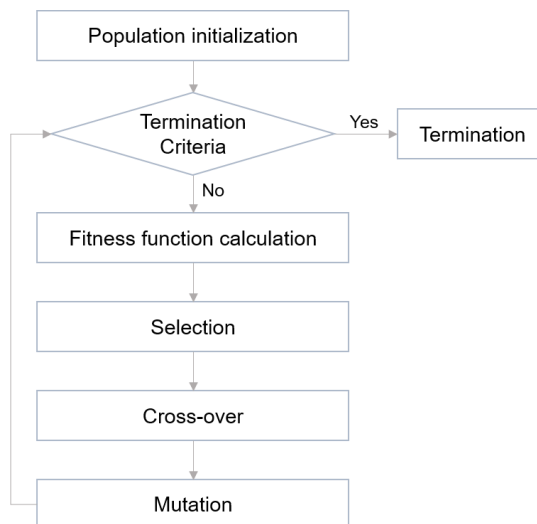 Population initialization
Termination
Criteria
Yes
Termination
No
Fitness function calculation
Selection
Cross-over
Mutation